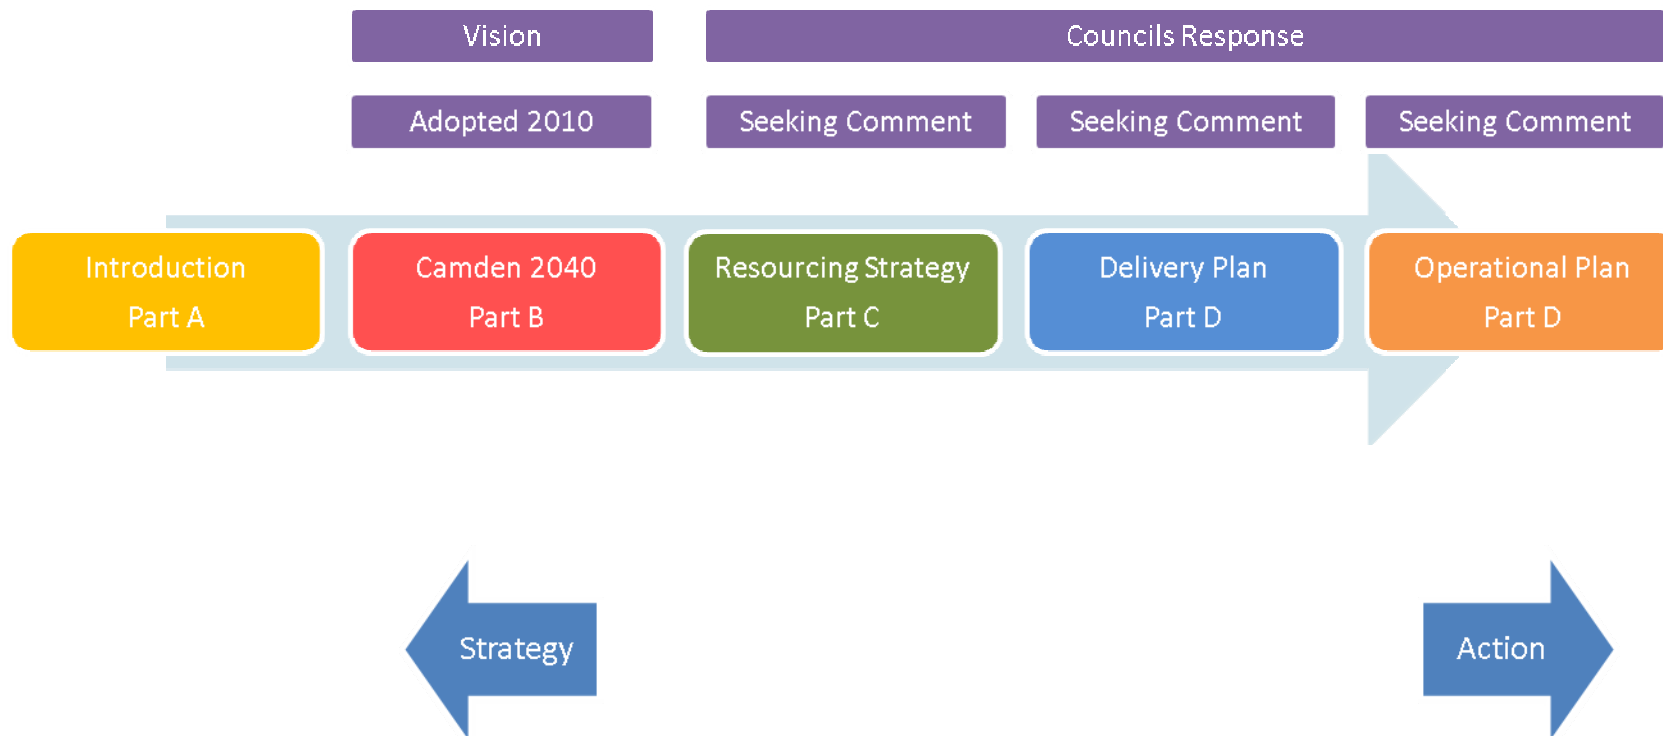 Vision
Councils Response
Adopted 2010
Seeking Comment
Seeking Comment
Seeking Comment
Introduction
Part A
Camden 2040
Part B
Resourcing Strategy
Part C
Delivery Plan
Part D
Operational Plan
Part D
Strategy
Action